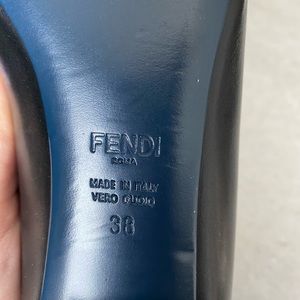 FENDI
ROMA
MADE IN ITALY
VERO CUOIO
38